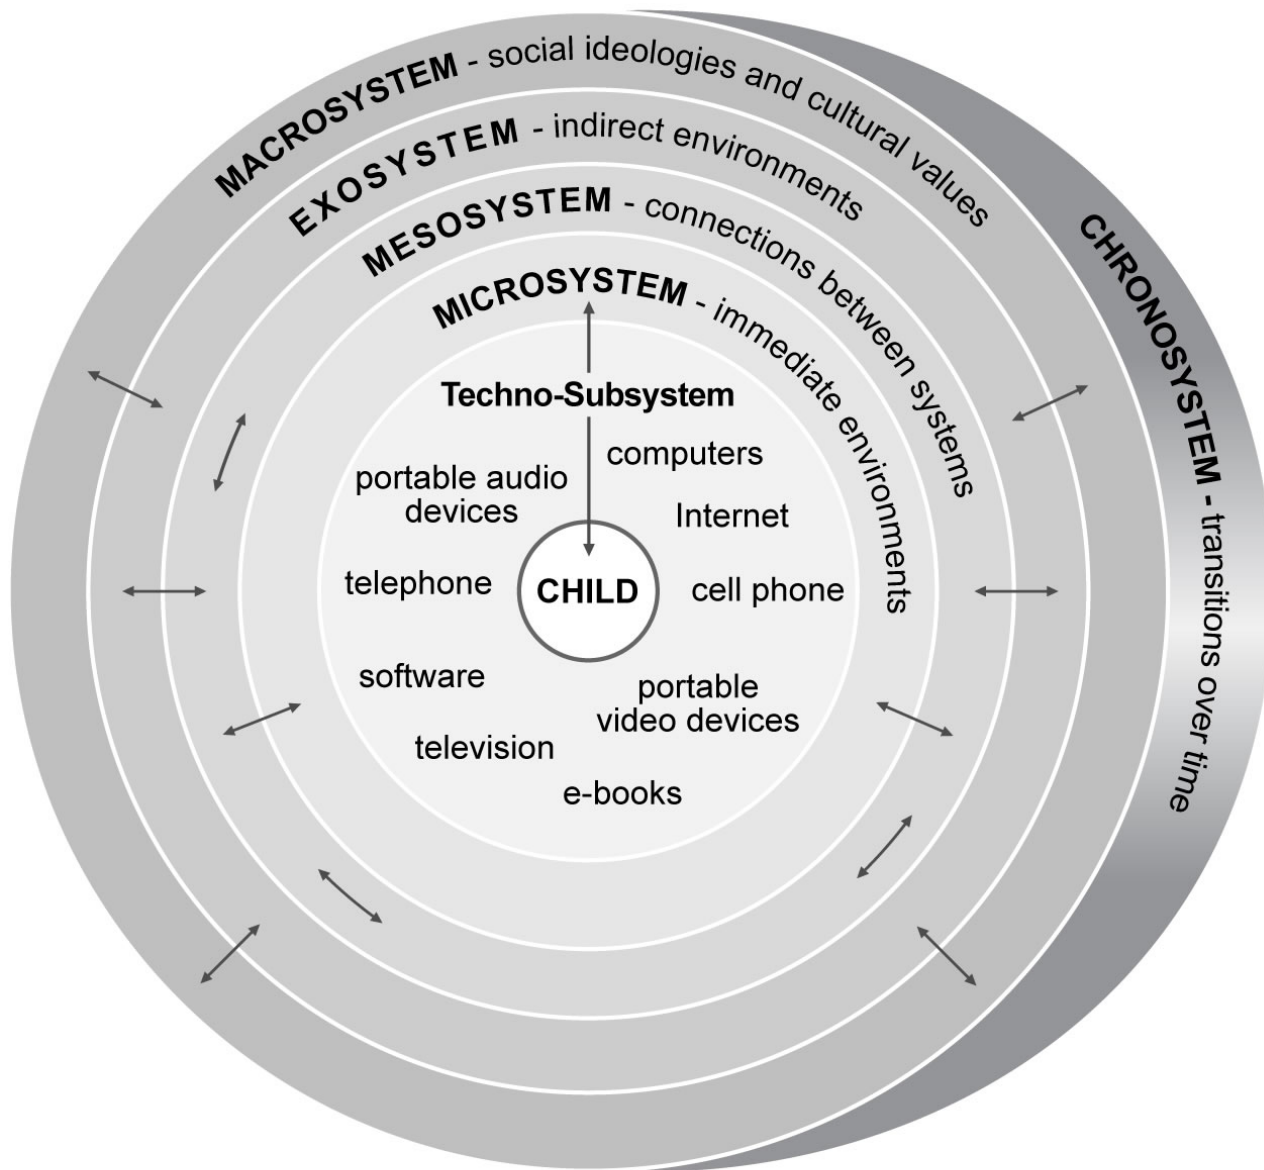 MACROSYSTEM - social ideologies and cultural values
EXOSYSTEM - indirect environments
MESOSYSTEM - connections between systems
MICROSYSTEM - immediate environments
CHRONOSYSTEM - transitions over time
Techno-Subsystem
computers
portable audio
devices
Internet
telephone
CHILD
cell phone
software
portable
video devices
television
e-books